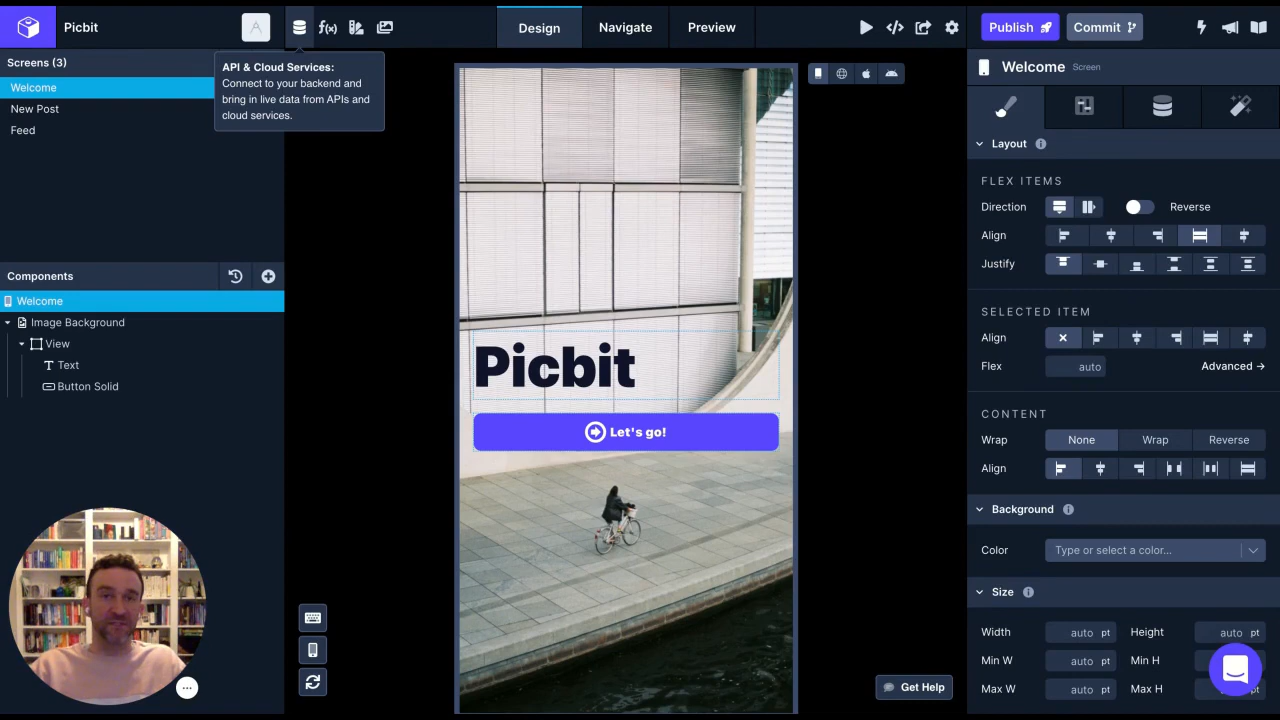 Picbit
Design
Navigate
Preview
Publish
Commit
Screens (3)
Welcome
New Post
Feed
API & Cloud Services:
Connect to your backend and
bring in live data from APIs and
cloud services.
Components
Welcome
Image Background
View
Text
Button Solid
Picbit
Let's go!
Get Help
Welcome Screen
Layout
FLEX ITEMS
Direction
Reverse
Align
Justify
SELECTED ITEM
Align
Flex
auto
Advanced →
CONTENT
Wrap
None
Wrap
Reverse
Align
Background
Color
Type or select a color...
Size
Width
auto pt
Height
auto pt
Min W
auto pt
Min H
Max W
auto pt
Max H
pt